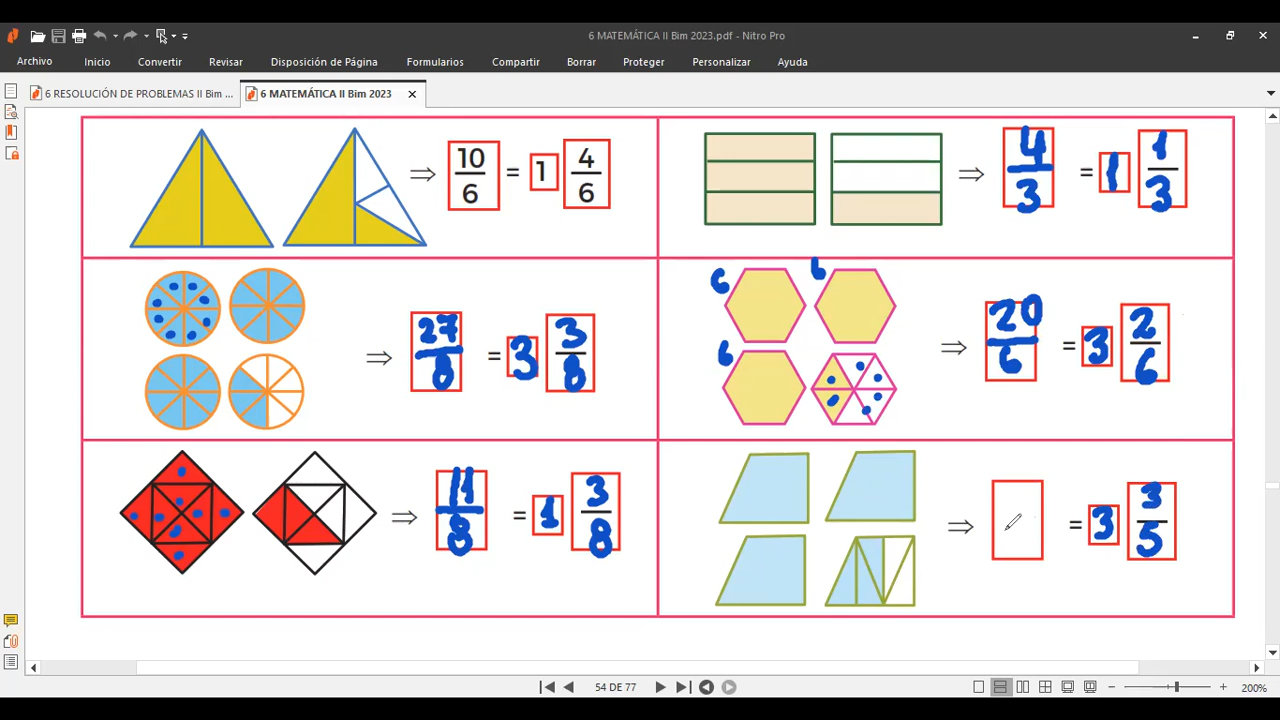 6 MATEMÁTICA II Bim 2023.pdf - Nitro Pro
Archivo Inicio Convertir Revisar Disposición de Página Formularios Compartir Borrar Proteger Personalizar Ayuda
6 RESOLUCIÓN DE PROBLEMAS II Bim ... 6 MATEMÁTICA II Bim 2023
⇒ 10/6 = 1 4/6
⇒ 4/3 = 1 1/3
⇒ 27/8 = 3 3/8
6 6
6
⇒ 20/6 = 3 2/6
⇒ 11/8 = 1 3/8
⇒ = 3 3/5
54 DE 77
200%